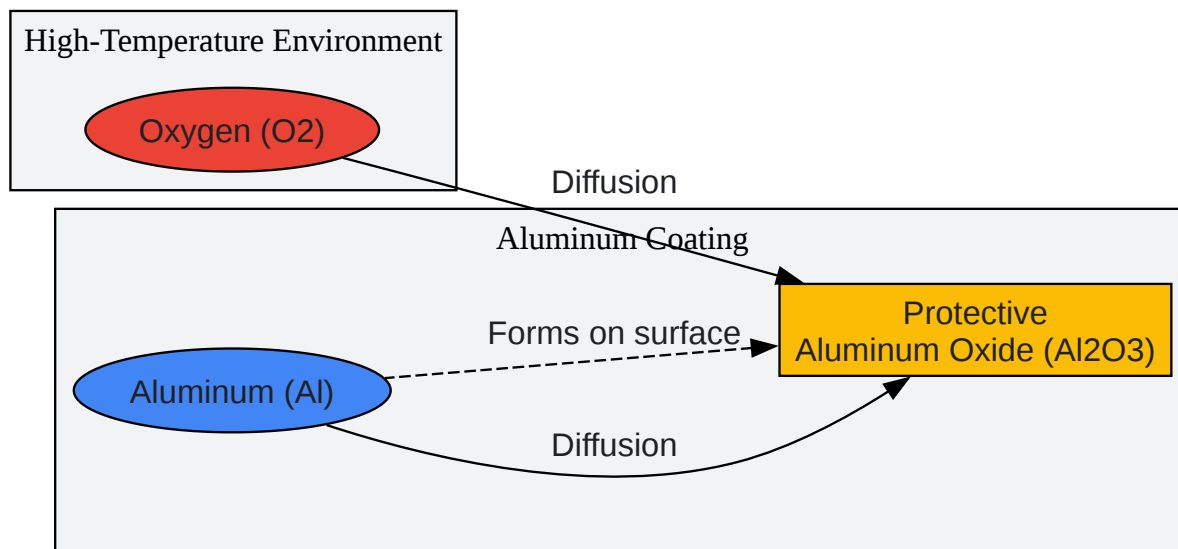 High-Temperature Environment
Oxygen (O2)
Diffusion
Aluminum Coating
Protective
Aluminum Oxide (Al2O3)
Forms on surface
Aluminum (Al)
Diffusion